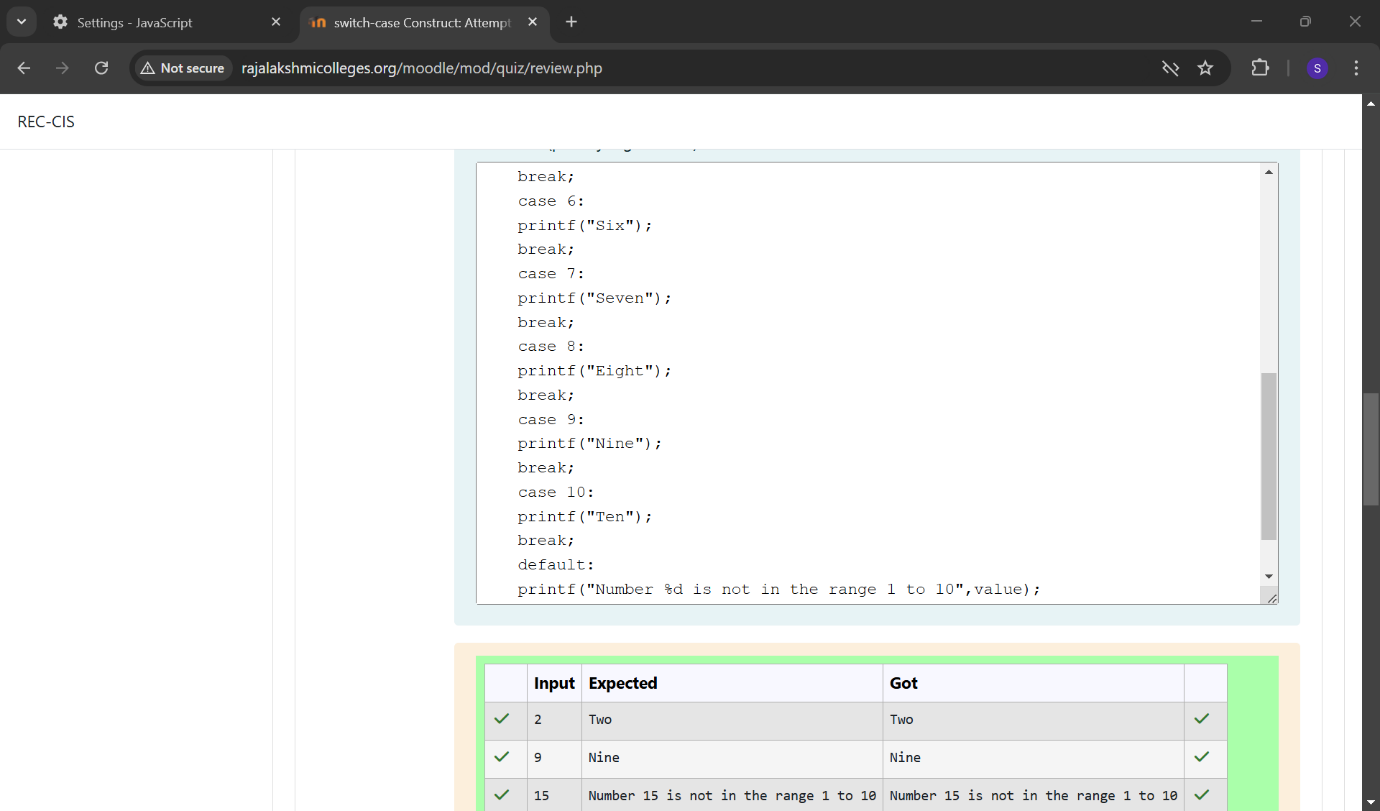 Settings - JavaScript
switch-case Construct: Attempt
Not secure
rajalakshmicolleges.org/moodle/mod/quiz/review.php
S
REC-CIS
break;
case 6:
printf("Six");
break;
case 7:
printf("Seven");
break;
case 8:
printf("Eight");
break;
case 9:
printf("Nine");
break;
case 10:
printf("Ten");
break;
default:
printf("Number %d is not in the range 1 to 10",value);
Input Expected Got
2 Two Two
9 Nine Nine
15 Number 15 is not in the range 1 to 10 Number 15 is not in the range 1 to 10